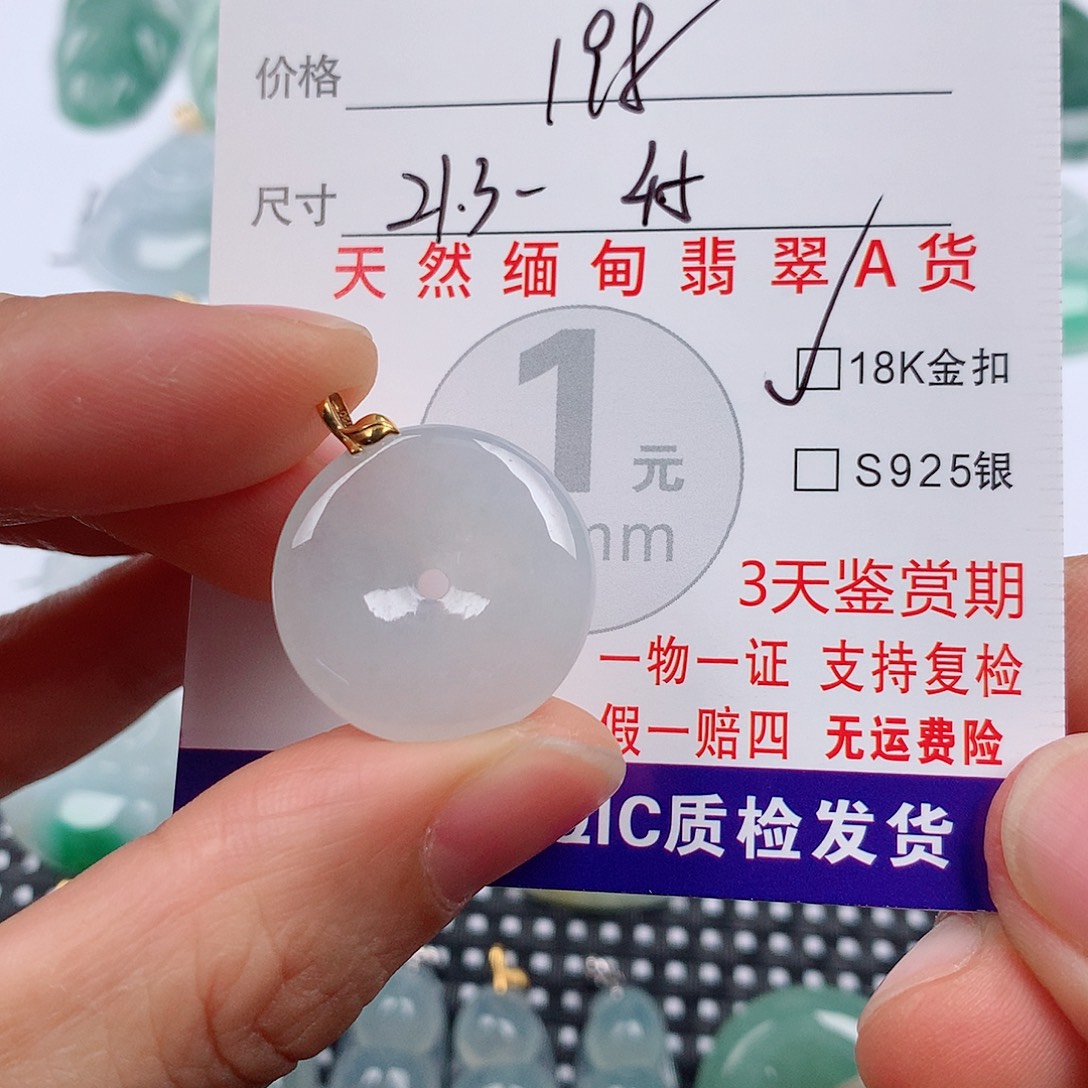 价格 198
尺寸 21.3- 4.5
天然缅甸翡翠A货
1元
mm
18K金扣
S925银
3天鉴赏期
一物一证 支持复检
假一赔四 无运费险
IC质检发货